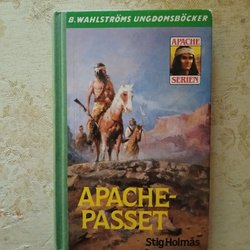 B. WAHLSTRÖMS UNGDOMSBÖCKER
APACHE
SERIEN
APACHE-
PASSET
Stig Holmås